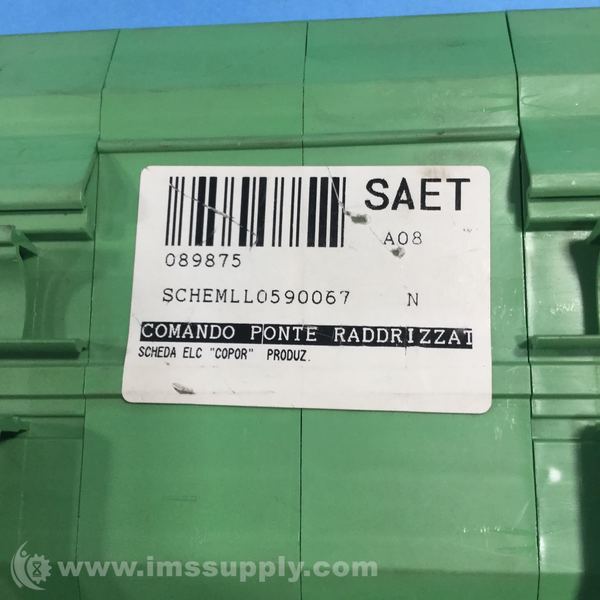 SAET
A08
089875
SCHEMLL0590067 N
COMANDO PONTE RADDRIZZAT
SCHEDA ELC "COPOR" PRODUZ.
www.imssupply.com